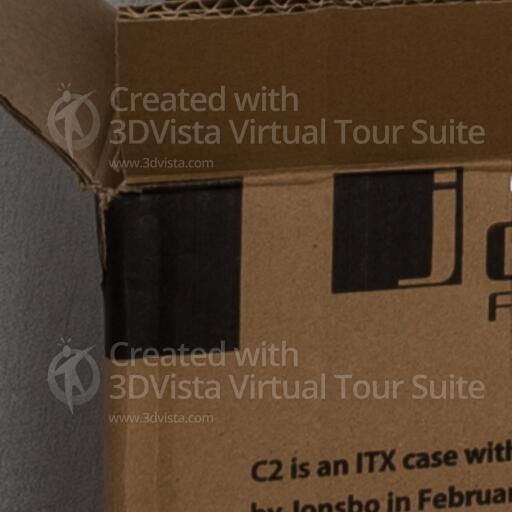 Created with
3DVista Virtual Tour Suite
www.3dvista.com
j
Created with
3DVista Virtual Tour Suite
www.3dvista.com
C2 is an ITX case with
by Jonsbo in Februar